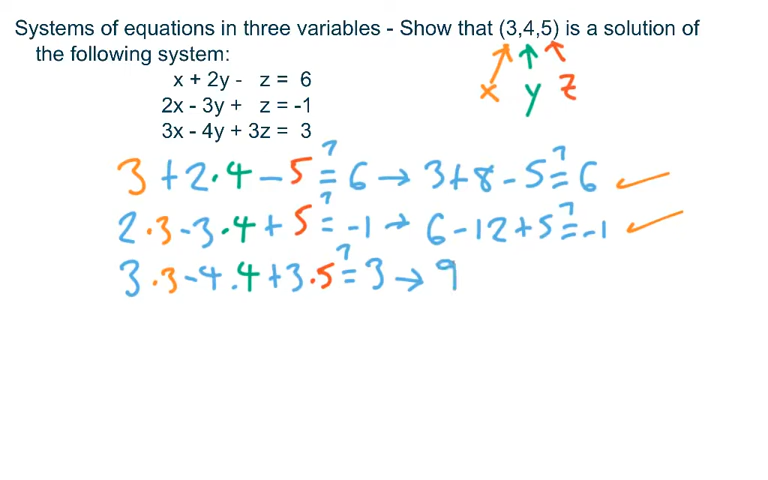 Systems of equations in three variables - Show that (3,4,5) is a solution of
the following system:
x + 2y - z = 6
2x - 3y + z = -1
3x - 4y + 3z = 3
x y z
3 + 2·4 - 5 ?= 6 → 3 + 8 - 5 ?= 6 ✓
2·3 - 3·4 + 5 ?= -1 → 6 - 12 + 5 ?= -1 ✓
3·3 - 4·4 + 3·5 ?= 3 → 9